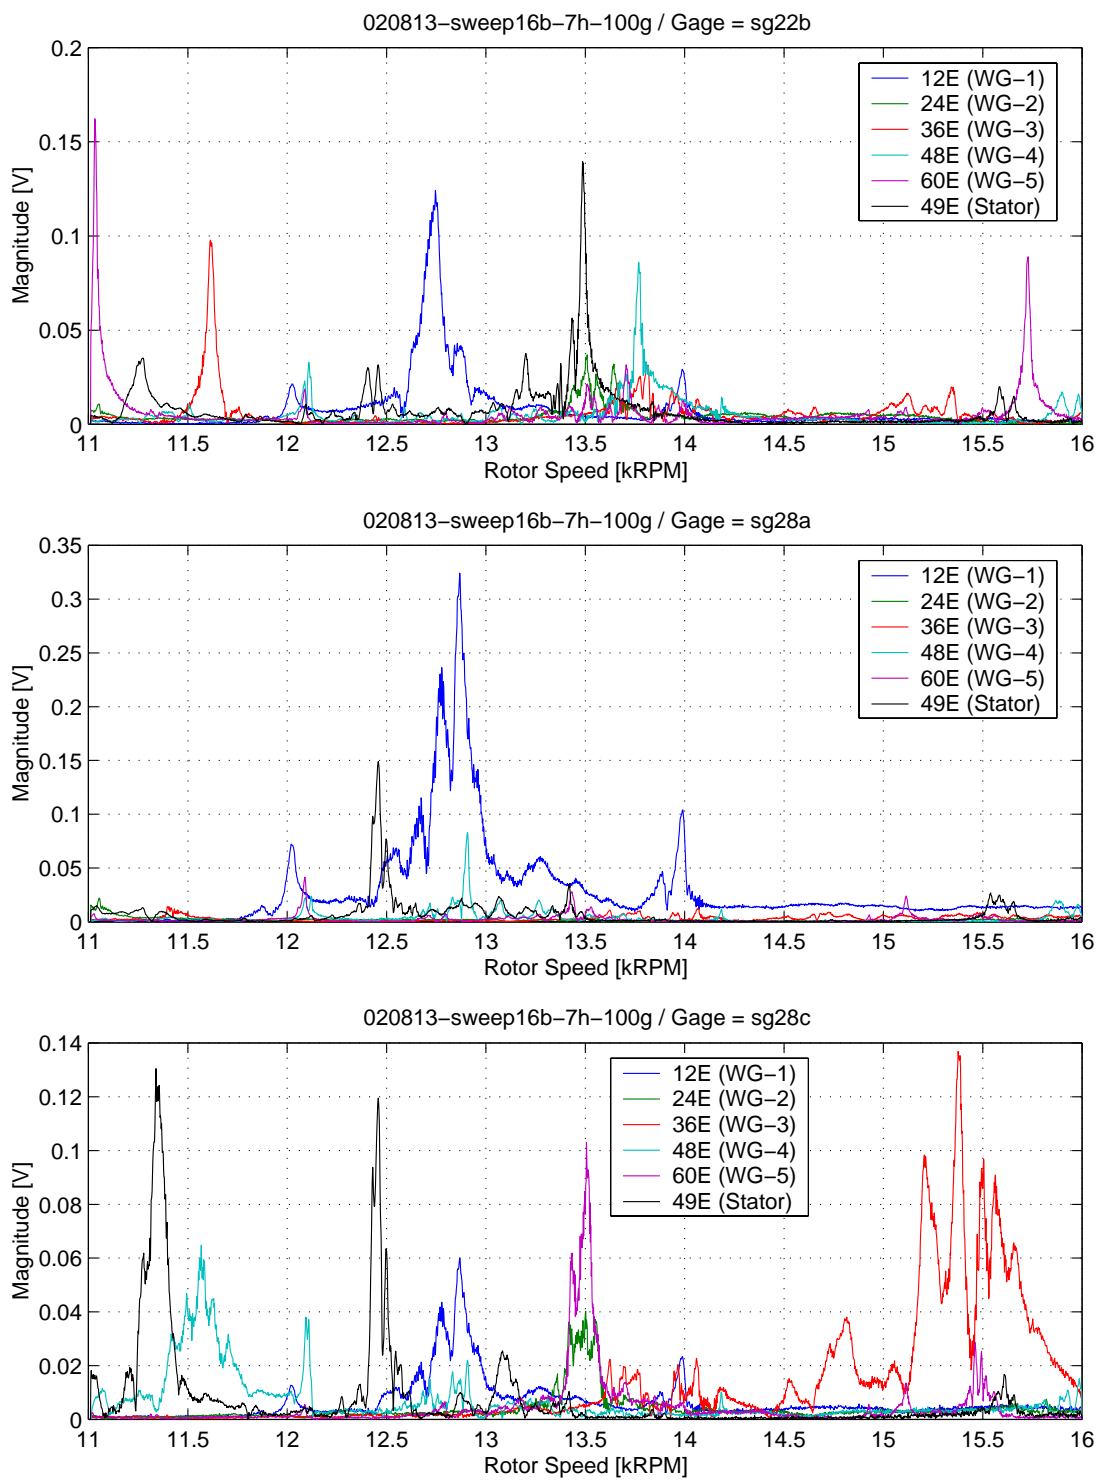 020813−sweep16b−7h−100g / Gage = sg22b
0.2
0.15
0.1
0.05
0
Magnitude [V]
12E (WG−1)
24E (WG−2)
36E (WG−3)
48E (WG−4)
60E (WG−5)
49E (Stator)
11 11.5 12 12.5 13 13.5 14 14.5 15 15.5 16
Rotor Speed [kRPM]
020813−sweep16b−7h−100g / Gage = sg28a
0.35
0.3
0.25
0.2
0.15
0.1
0.05
0
Magnitude [V]
12E (WG−1)
24E (WG−2)
36E (WG−3)
48E (WG−4)
60E (WG−5)
49E (Stator)
11 11.5 12 12.5 13 13.5 14 14.5 15 15.5 16
Rotor Speed [kRPM]
020813−sweep16b−7h−100g / Gage = sg28c
0.14
0.12
0.1
0.08
0.06
0.04
0.02
0
Magnitude [V]
12E (WG−1)
24E (WG−2)
36E (WG−3)
48E (WG−4)
60E (WG−5)
49E (Stator)
11 11.5 12 12.5 13 13.5 14 14.5 15 15.5 16
Rotor Speed [kRPM]